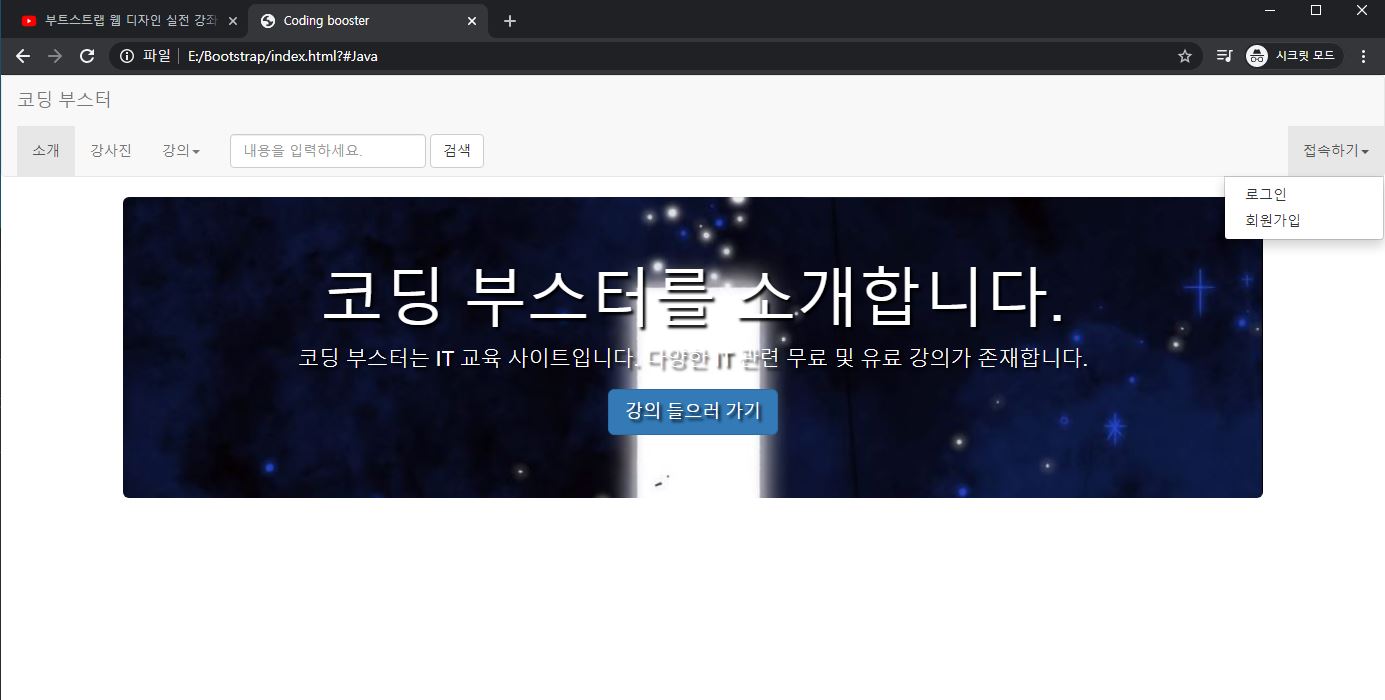 부트스트랩 웹 디자인 실전 강좌
Coding booster
파일 E:/Bootstrap/index.html?#Java
시크릿 모드
코딩 부스터
소개 강사진 강의 내용을 입력하세요. 검색 접속하기
로그인
회원가입
코딩 부스터를 소개합니다.
코딩 부스터는 IT 교육 사이트입니다. 다양한 IT 관련 무료 및 유료 강의가 존재합니다.
강의 들으러 가기